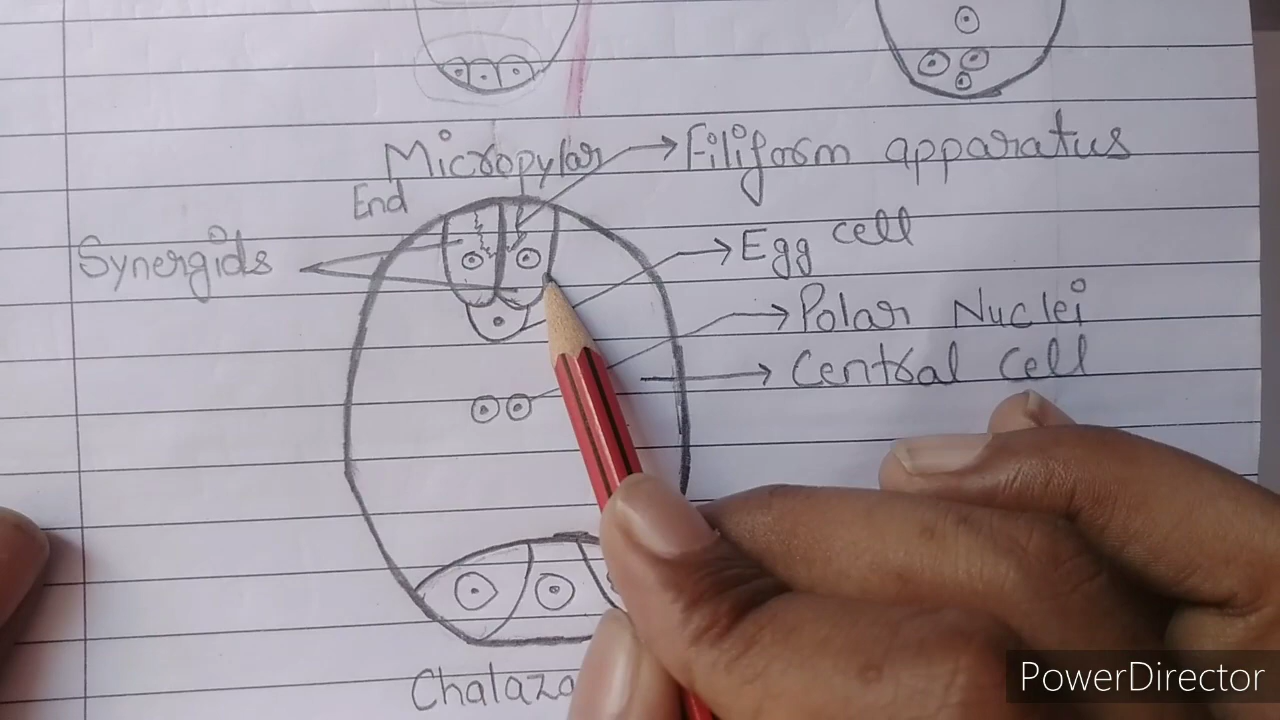 Micropylar
End
Filiform apparatus
Synergids
Egg cell
Polar Nuclei
Central Cell
Chalaza
PowerDirector